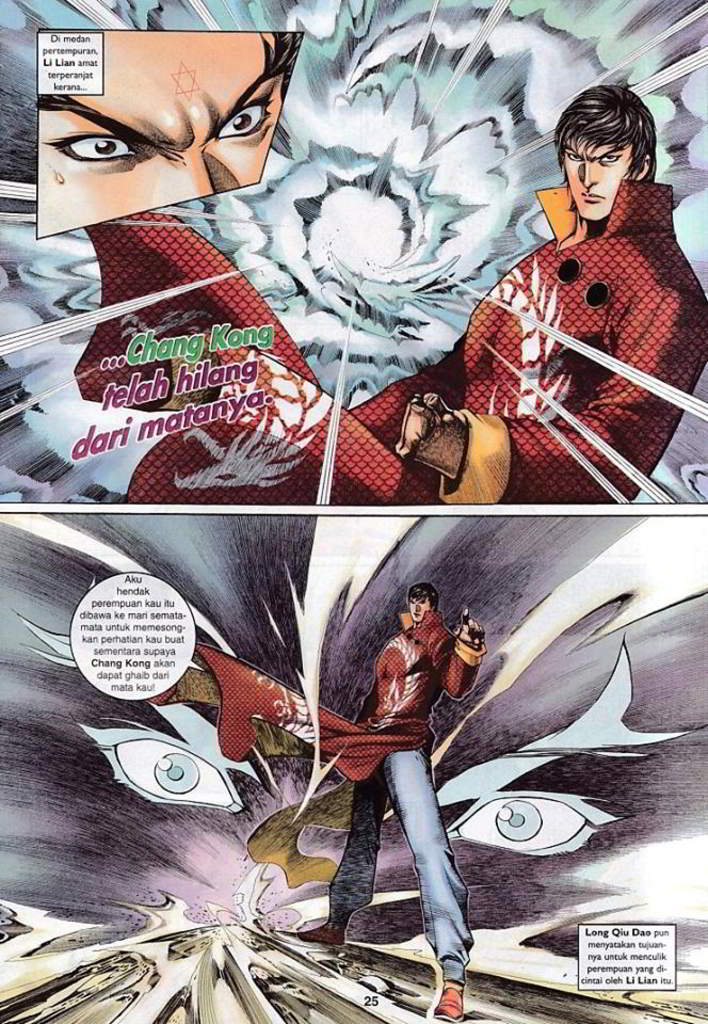 Di medan
pertempuran,
Li Lian amat
terperanjat
kerana...
...Chang Kong
telah hilang
dari matanya.
Aku
hendak
perempuan kau itu
dibawa ke mari semata-
mata untuk memesong-
kan perhatian kau buat
sementara supaya
Chang Kong akan
dapat ghaib dari
mata kau!
Long Qiu Dao pun
menyatakan tujuan-
nya untuk menculik
perempuan yang di-
cintai oleh Li Lian itu.
25